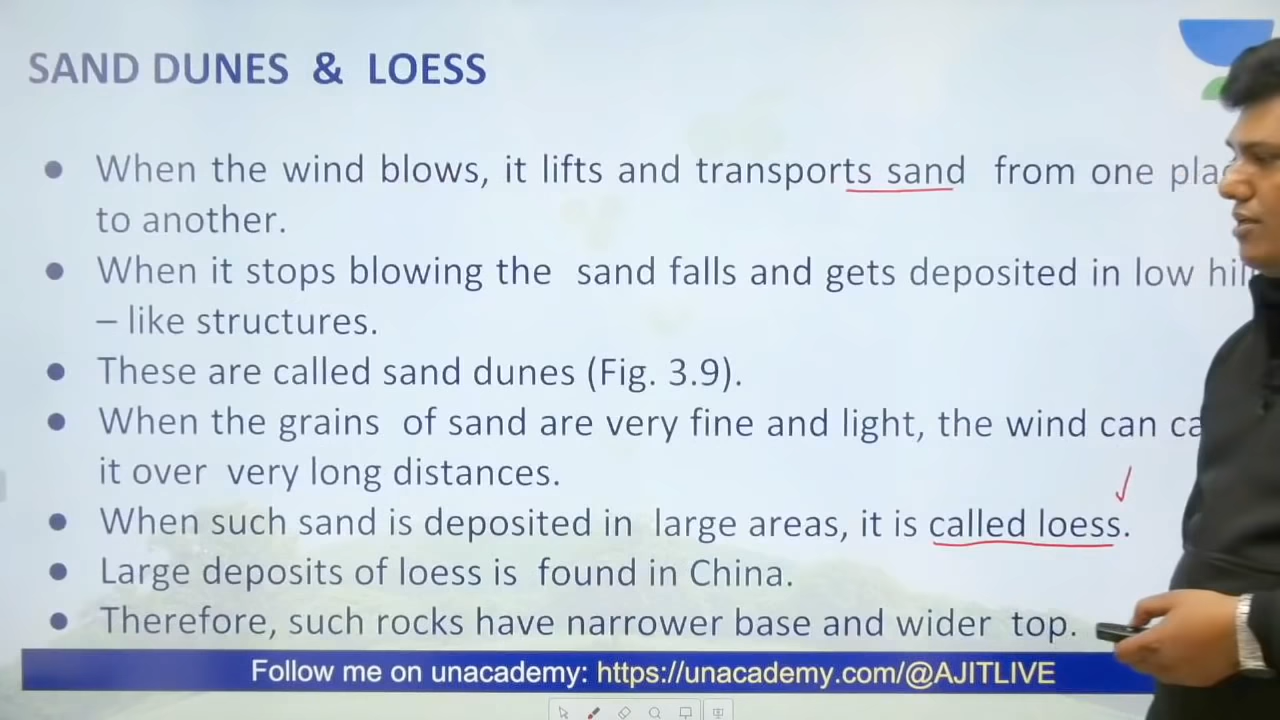 SAND DUNES & LOESS
● When the wind blows, it lifts and transports sand from one
to another.
● When it stops blowing the sand falls and gets deposited in low
– like structures.
● These are called sand dunes (Fig. 3.9).
● When the grains of sand are very fine and light, the wind can
it over very long distances.
● When such sand is deposited in large areas, it is called loess.
● Large deposits of loess is found in China.
● Therefore, such rocks have narrower base and wider top.
Follow me on unacademy: https://unacademy.com/@AJITLIVE